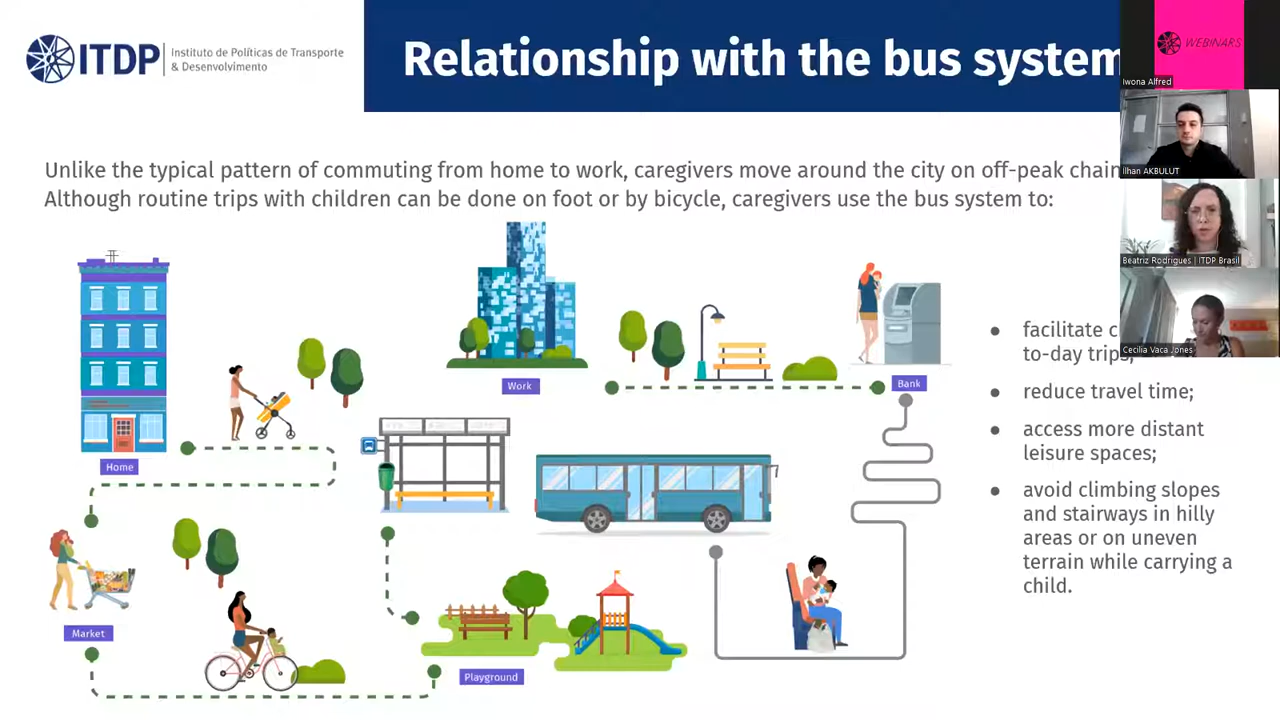 ITDP
Instituto de Políticas de Transporte
& Desenvolvimento
Relationship with the bus system
WEBINARS
Iwona Alfred
Ilhan AKBULUT
Beatriz Rodrigues | ITDP Brasil
Cecilia Vaca Jones
Unlike the typical pattern of commuting from home to work, caregivers move around the city on off-peak chain
Although routine trips with children can be done on foot or by bicycle, caregivers use the bus system to:
Home
Work
Bank
Market
Playground
facilitate c
to-day trips;
reduce travel time;
access more distant
leisure spaces;
avoid climbing slopes
and stairways in hilly
areas or on uneven
terrain while carrying a
child.